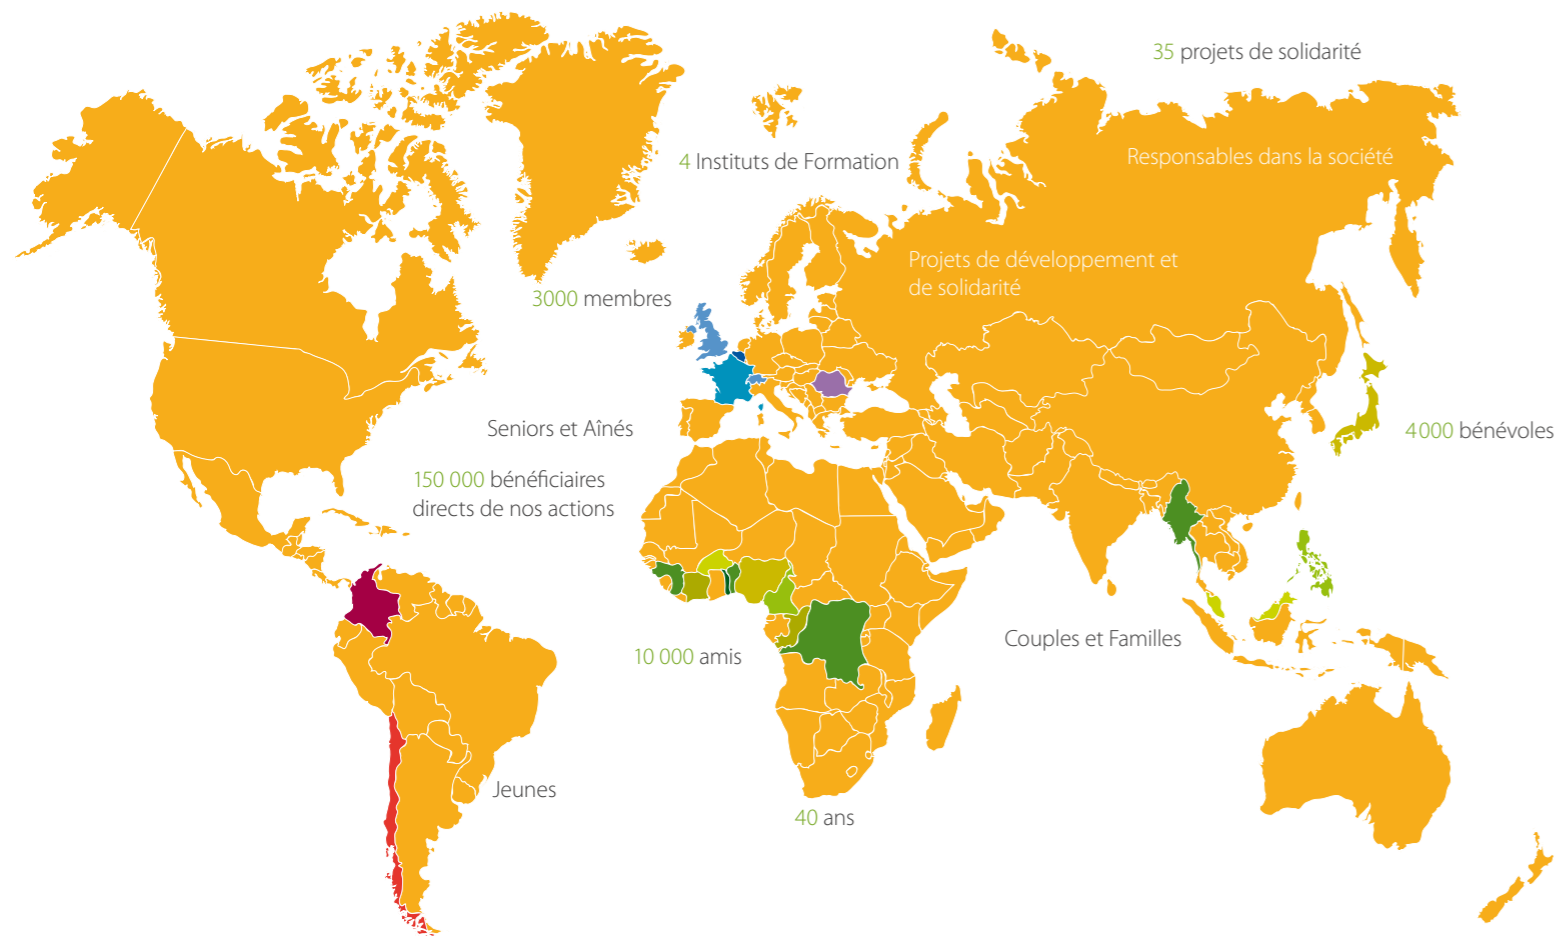 35 projets de solidarité
4 Instituts de Formation
Responsables dans la société
Projets de développement et
de solidarité
3000 membres
Seniors et Aînés
4000 bénévoles
150 000 bénéficiaires
directs de nos actions
Couples et Familles
10 000 amis
Jeunes
40 ans